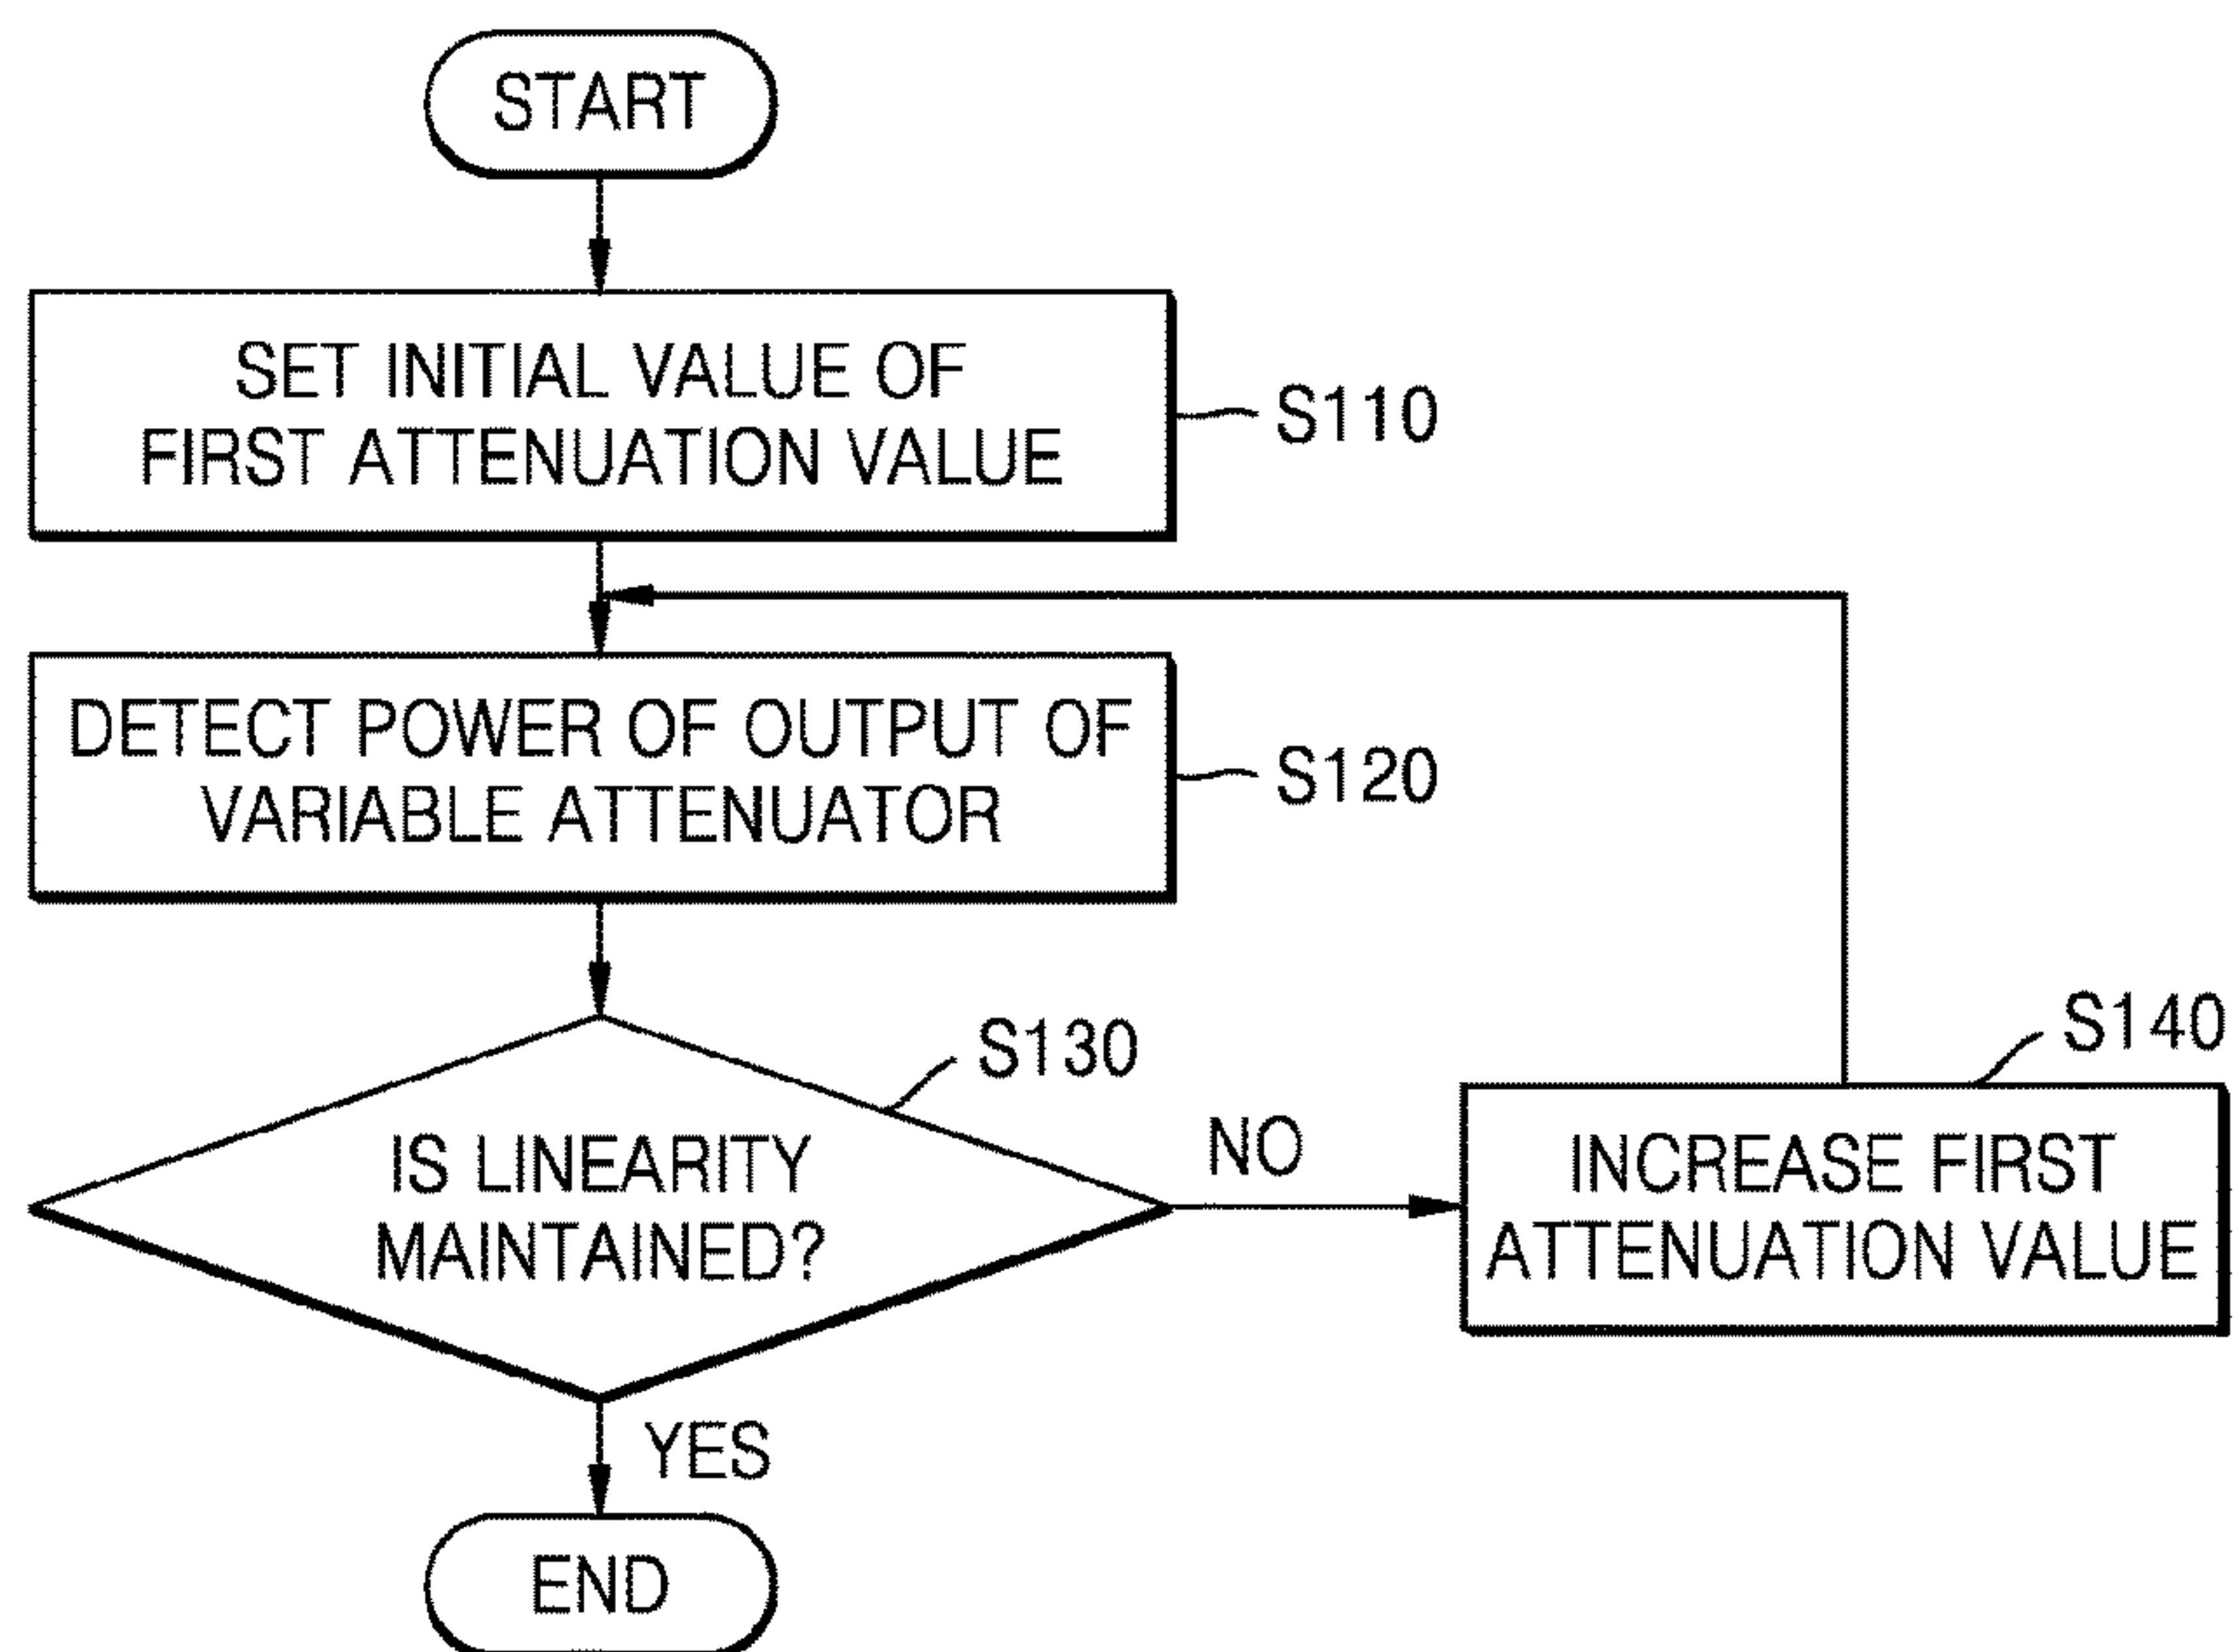 START
SET INITIAL VALUE OF
FIRST ATTENUATION VALUE
S110
DETECT POWER OF OUTPUT OF
VARIABLE ATTENUATOR
S120
S130
IS LINEARITY
MAINTAINED?
NO
S140
INCREASE FIRST
ATTENUATION VALUE
YES
END